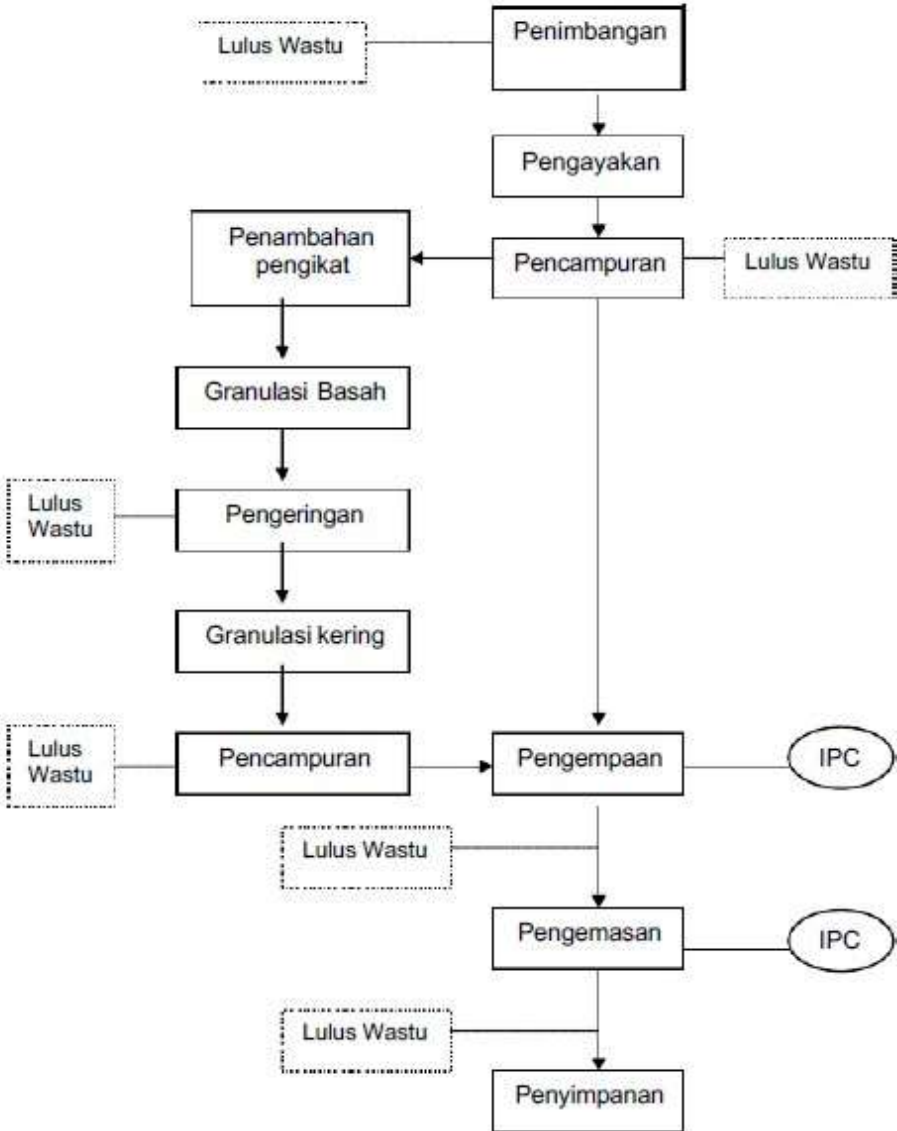 Lulus Wastu
Penimbangan
Pengayakan
Penambahan
pengikat
Pencampuran
Lulus Wastu
Granulasi Basah
Lulus
Wastu
Pengeringan
Granulasi kering
Lulus
Wastu
Pencampuran
Pengempaan
IPC
Lulus Wastu
Pengemasan
IPC
Lulus Wastu
Penyimpanan